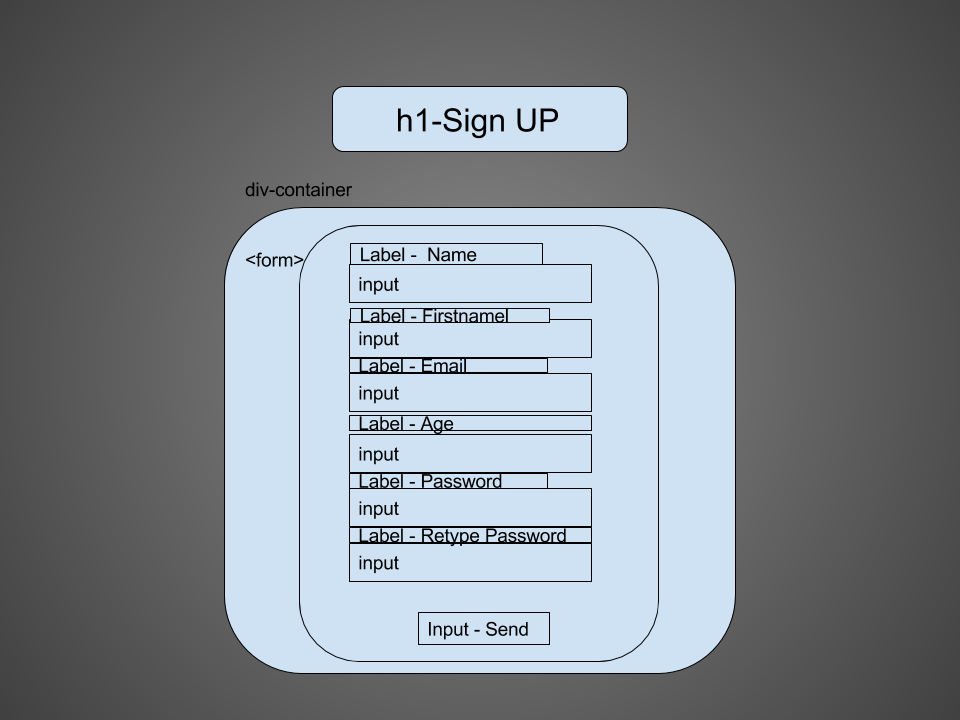 h1-Sign UP
div-container
<form>
Label -  Name
input
Label - Firstnamel
input
Label - Email
input
Label - Age
input
Label - Password
input
Label - Retype Password
input
Input - Send